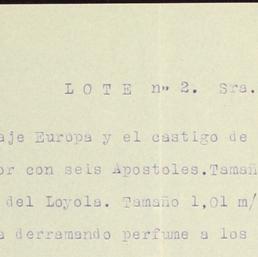 LOTE nº 2. Sra.
aje Europa y el castigo de
or con seis Apostoles. Tamañ
del Loyola. Tamaño 1,01 m/
a derramando perfume a los